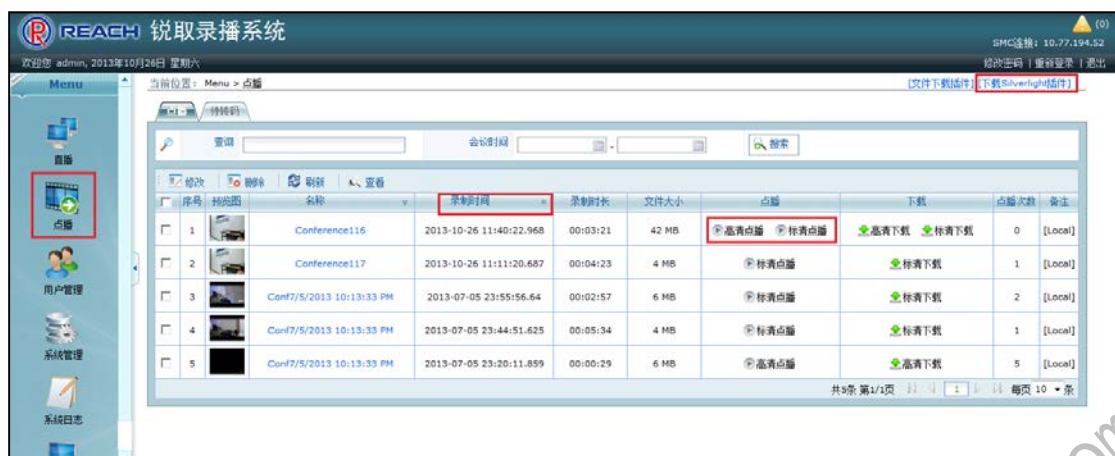 REACH 锐取录播系统
(0)
SMC连接: 10.77.194.52
欢迎您 admin, 2013年10月26日 星期六
修改密码 | 重新登录 | 退出
Menu
当前位置: Menu > 点播
[文件下载插件] [下载Silverlight插件]
待转码
查询
会议时间
-
搜索
修改 删除 刷新 查看
序号 预览图 名称 录制时间 录制时长 文件大小 点播 下载 点播次数 备注
1 Conference116 2013-10-26 11:40:22.968 00:03:21 42 MB 高清点播 标清点播 高清下载 标清下载 0 [Local]
2 Conference117 2013-10-26 11:11:20.687 00:04:23 4 MB 标清点播 标清下载 1 [Local]
3 Conf7/5/2013 10:13:33 PM 2013-07-05 23:55:56.64 00:02:57 6 MB 标清点播 标清下载 2 [Local]
4 Conf7/5/2013 10:13:33 PM 2013-07-05 23:44:51.625 00:05:34 4 MB 标清点播 标清下载 1 [Local]
5 Conf7/5/2013 10:13:33 PM 2013-07-05 23:20:11.859 00:00:29 6 MB 高清点播 高清下载 5 [Local]
共5条 第1/1页 1 每页 10 条
直播
点播
用户管理
系统管理
系统日志